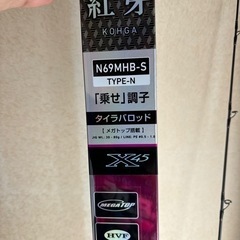 紅牙
KOHGA
N69MHB-S
TYPE-N
「乗せ」調子
タイラバロッド
【メガトップ搭載】
X45
MEGATOP
HVF